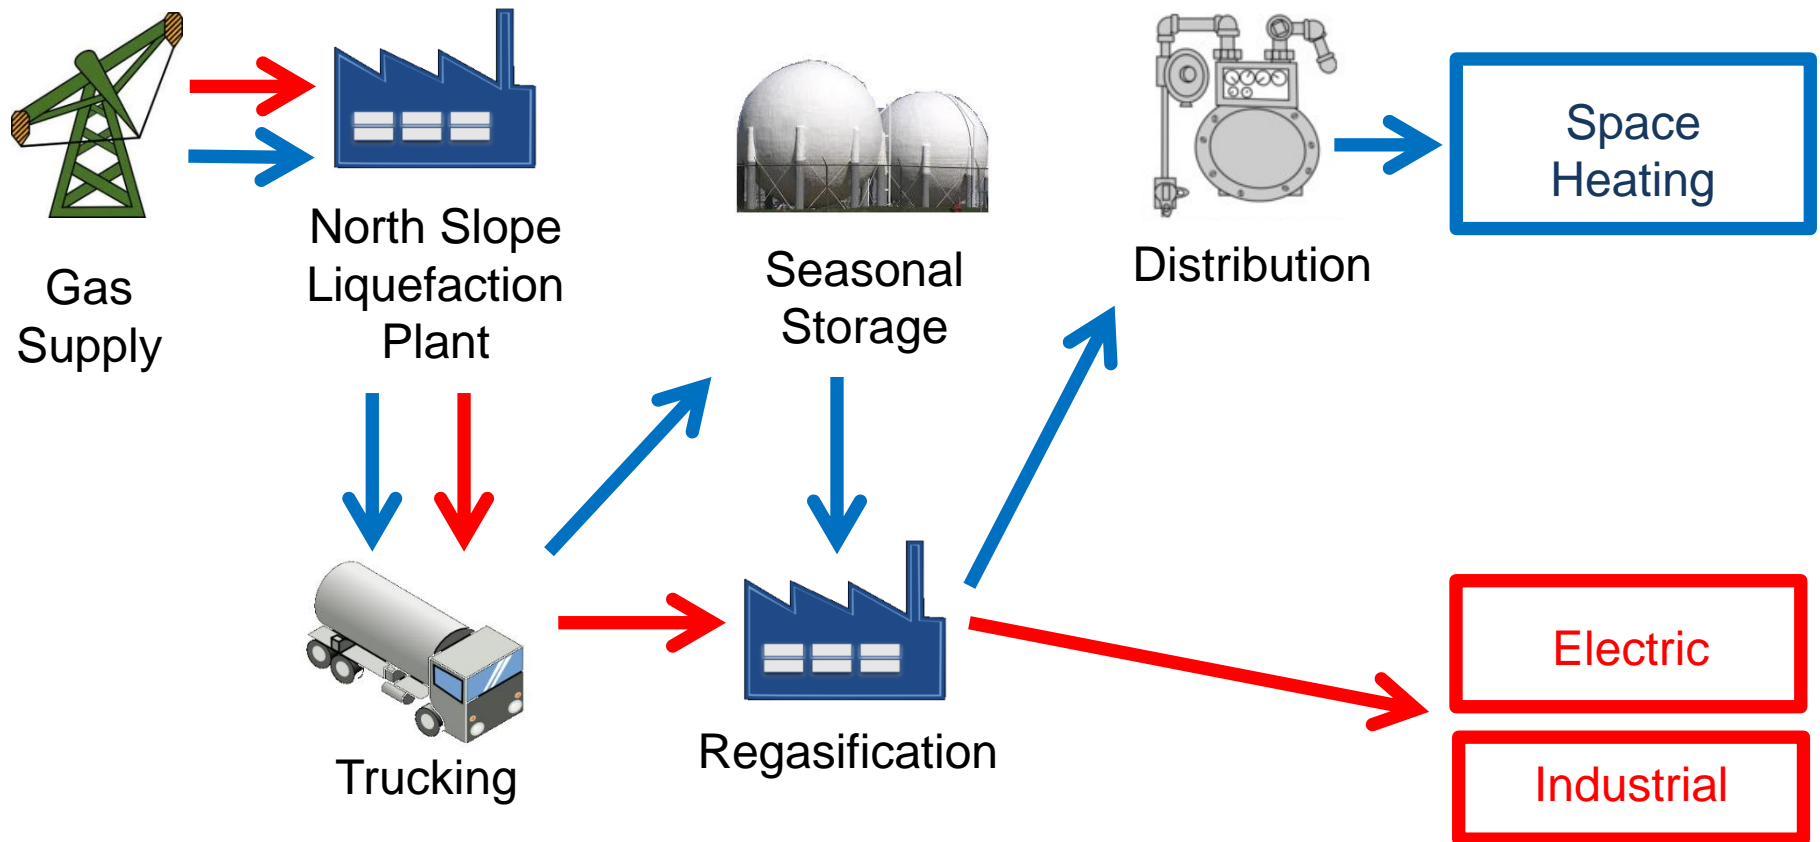 Gas
Supply
North Slope
Liquefaction
Plant
Trucking
Seasonal
Storage
Regasification
Distribution
Space
Heating
Electric
Industrial